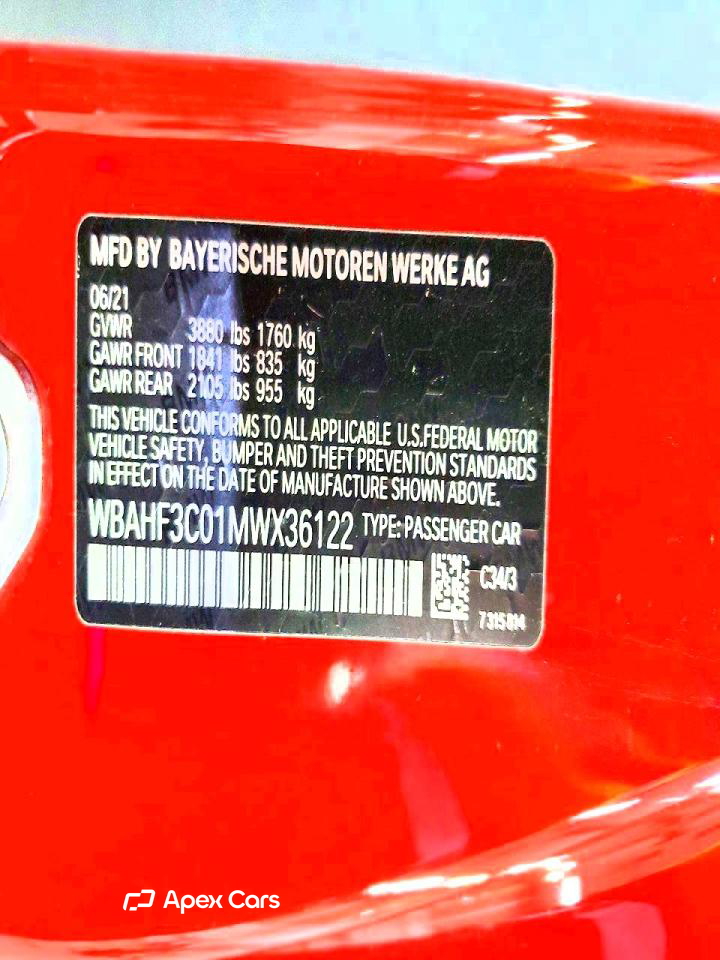 MFD BY BAYERISCHE MOTOREN WERKE AG
06/21
GVWR 3880 lbs 1760 kg
GAWR FRONT 1841 lbs 835 kg
GAWR REAR 2105 lbs 955 kg
THIS VEHICLE CONFORMS TO ALL APPLICABLE U.S.FEDERAL MOTOR
VEHICLE SAFETY, BUMPER AND THEFT PREVENTION STANDARDS
IN EFFECT ON THE DATE OF MANUFACTURE SHOWN ABOVE.
WBAHF3C01MWX36122 TYPE: PASSENGER CAR
C34/3
7 315 814
Apex Cars